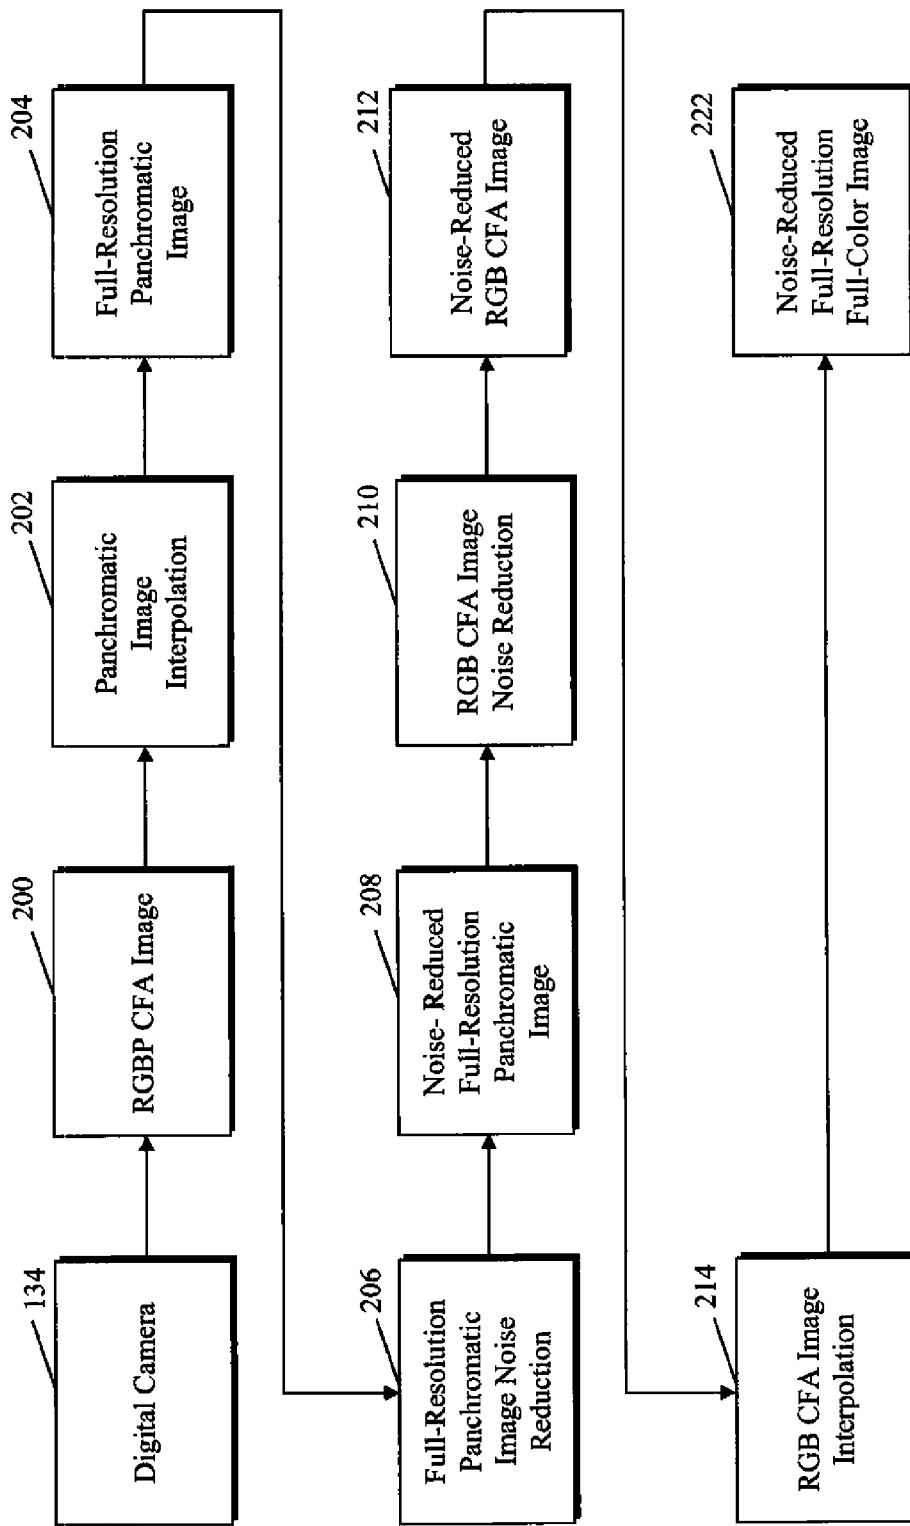 134
Digital Camera
200
RGBP CFA Image
202
Panchromatic
Image
Interpolation
204
Full-Resolution
Panchromatic
Image
206
Full-Resolution
Panchromatic
Image Noise
Reduction
208
Noise- Reduced
Full-Resolution
Panchromatic
Image
210
RGB CFA Image
Noise Reduction
212
Noise-Reduced
RGB CFA Image
214
RGB CFA Image
Interpolation
222
Noise-Reduced
Full-Resolution
Full-Color Image